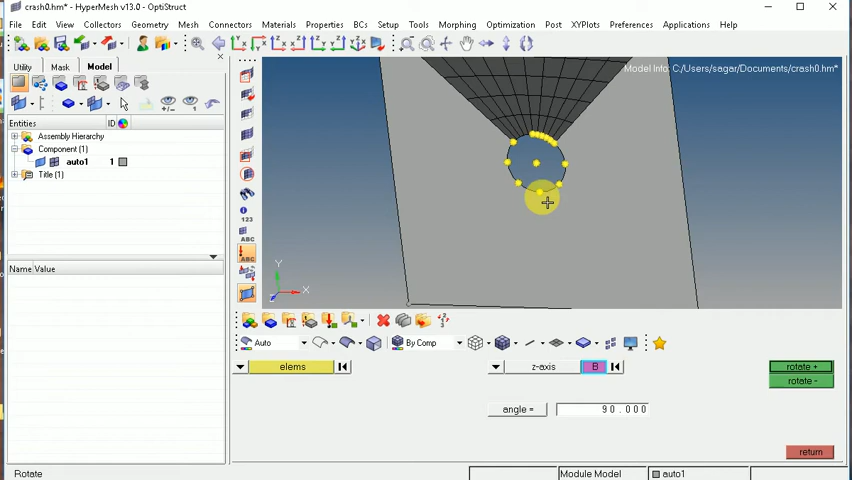 crash0.hm* - HyperMesh v13.0 - OptiStruct
File Edit View Collectors Geometry Mesh Connectors Materials Properties BCs Setup Tools Morphing Optimization Post XYPlots Preferences Applications Help
Utility Mask Model
Model Info: C:/Users/sagar/Documents/crash0.hm*
Entities ID
Assembly Hierarchy
Component (1)
auto1 1
Title (1)
123
ABC
ABC
Name Value
Y
X
Auto By Comp
elems z-axis B rotate +
rotate -
angle = 90.000
return
Rotate Module Model auto1